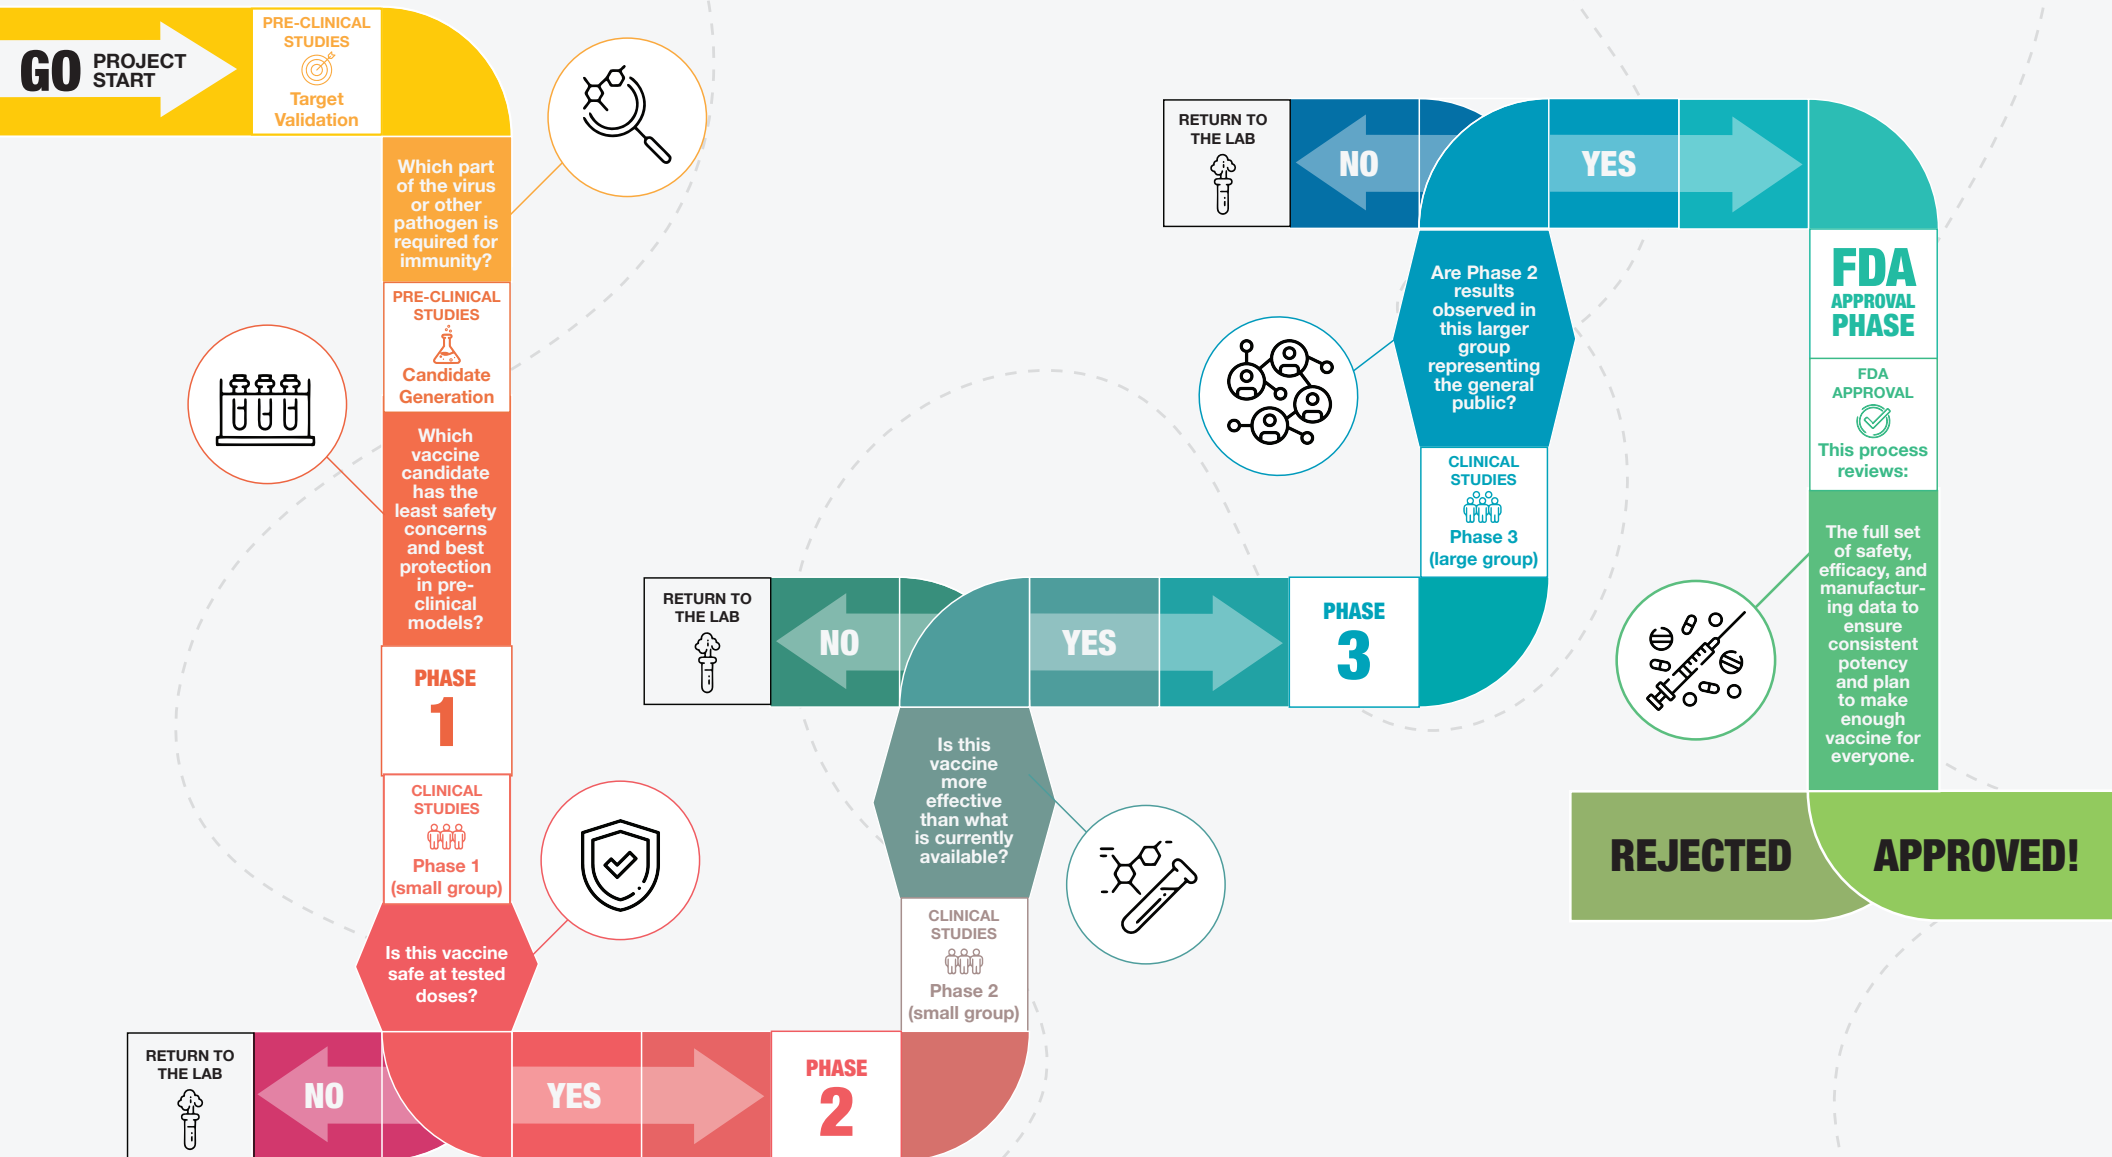 GO
PROJECT
START
PRE-CLINICAL
STUDIES
Target
Validation
Which part
of the virus
or other
pathogen is
required for
immunity?
PRE-CLINICAL
STUDIES
Candidate
Generation
Which
vaccine
candidate
has the
least safety
concerns
and best
protection
in pre-
clinical
models?
PHASE
1
CLINICAL
STUDIES
Phase 1
(small group)
Is this vaccine
safe at tested
doses?
RETURN TO
THE LAB
NO
YES
PHASE
2
CLINICAL
STUDIES
Phase 2
(small group)
Is this
vaccine
more
effective
than what
is currently
available?
RETURN TO
THE LAB
NO
YES
PHASE
3
CLINICAL
STUDIES
Phase 3
(large group)
Are Phase 2
results
observed in
this larger
group
representing
the general
public?
RETURN TO
THE LAB
NO
YES
FDA
APPROVAL
PHASE
FDA
APPROVAL
This process
reviews:
The full set
of safety,
efficacy, and
manufactur-
ing data to
ensure
consistent
potency
and plan
to make
enough
vaccine for
everyone.
REJECTED
APPROVED!